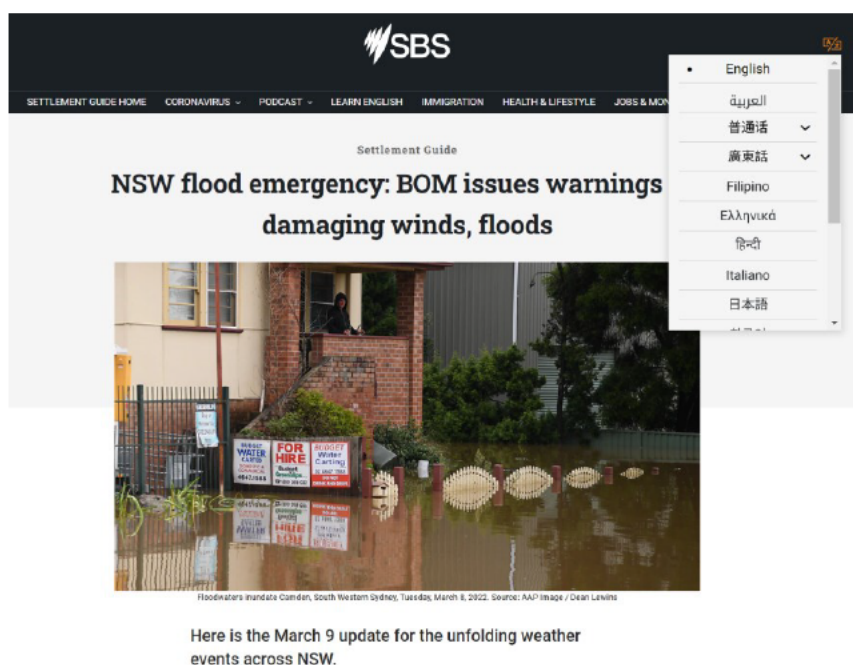 SBS
SETTLEMENT GUIDE HOME CORONAVIRUS PODCAST LEARN ENGLISH IMMIGRATION HEALTH & LIFESTYLE JOBS & MON
English
العربية
普通话
廣東話
Filipino
Ελληνικά
हिन्दी
Italiano
日本語
Settlement Guide
NSW flood emergency: BOM issues warnings
damaging winds, floods
BUDGET
WATER
FOR
HIRE
Budget
BUDGET
Water
Carting
Floodwaters inundate Camden, South Western Sydney, Tuesday, March 8, 2022. Source: AAP Image / Dean Lewins
Here is the March 9 update for the unfolding weather
events across NSW.